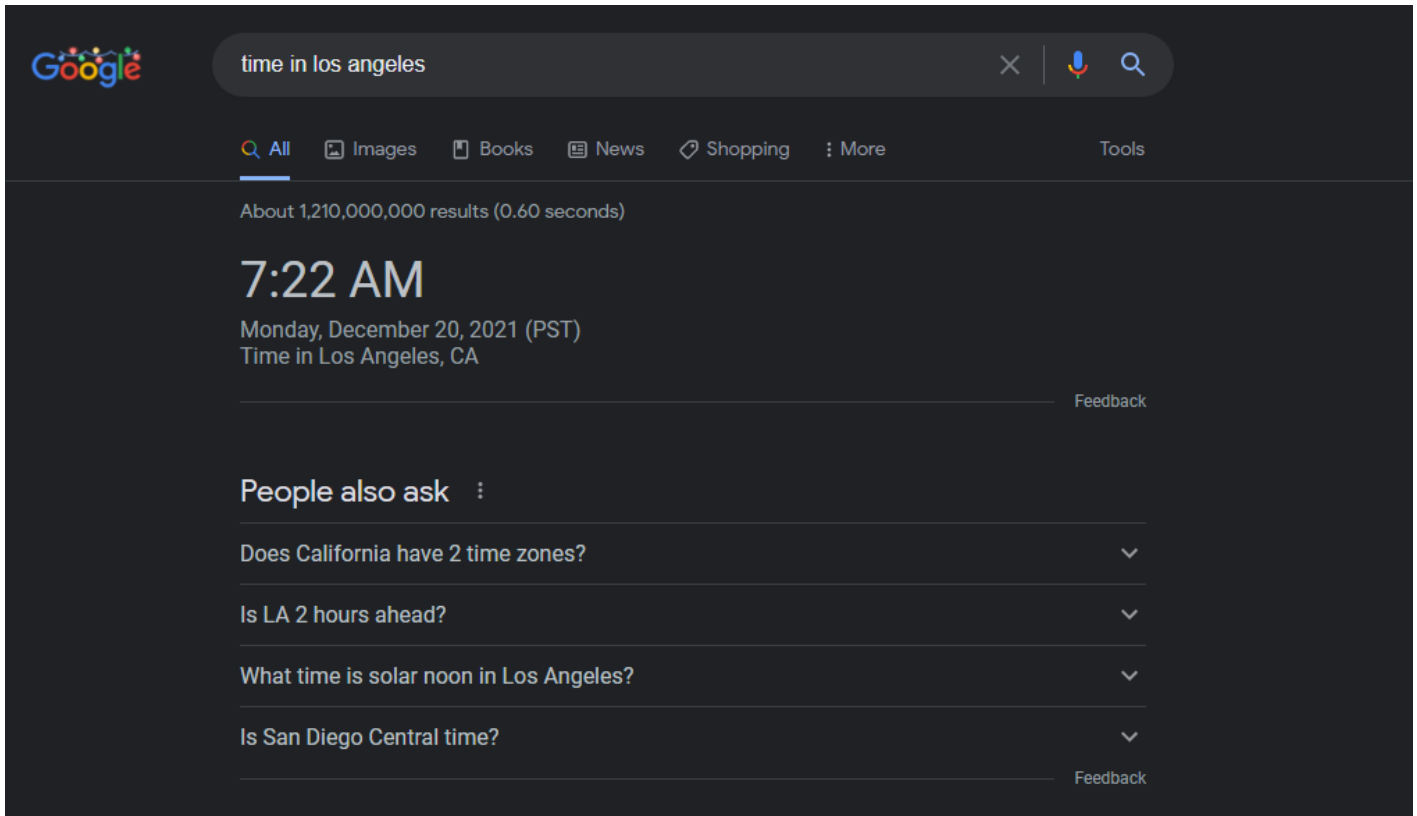 Google
time in los angeles
All Images Books News Shopping More Tools
About 1,210,000,000 results (0.60 seconds)
7:22 AM
Monday, December 20, 2021 (PST)
Time in Los Angeles, CA
Feedback
People also ask
Does California have 2 time zones?
Is LA 2 hours ahead?
What time is solar noon in Los Angeles?
Is San Diego Central time?
Feedback